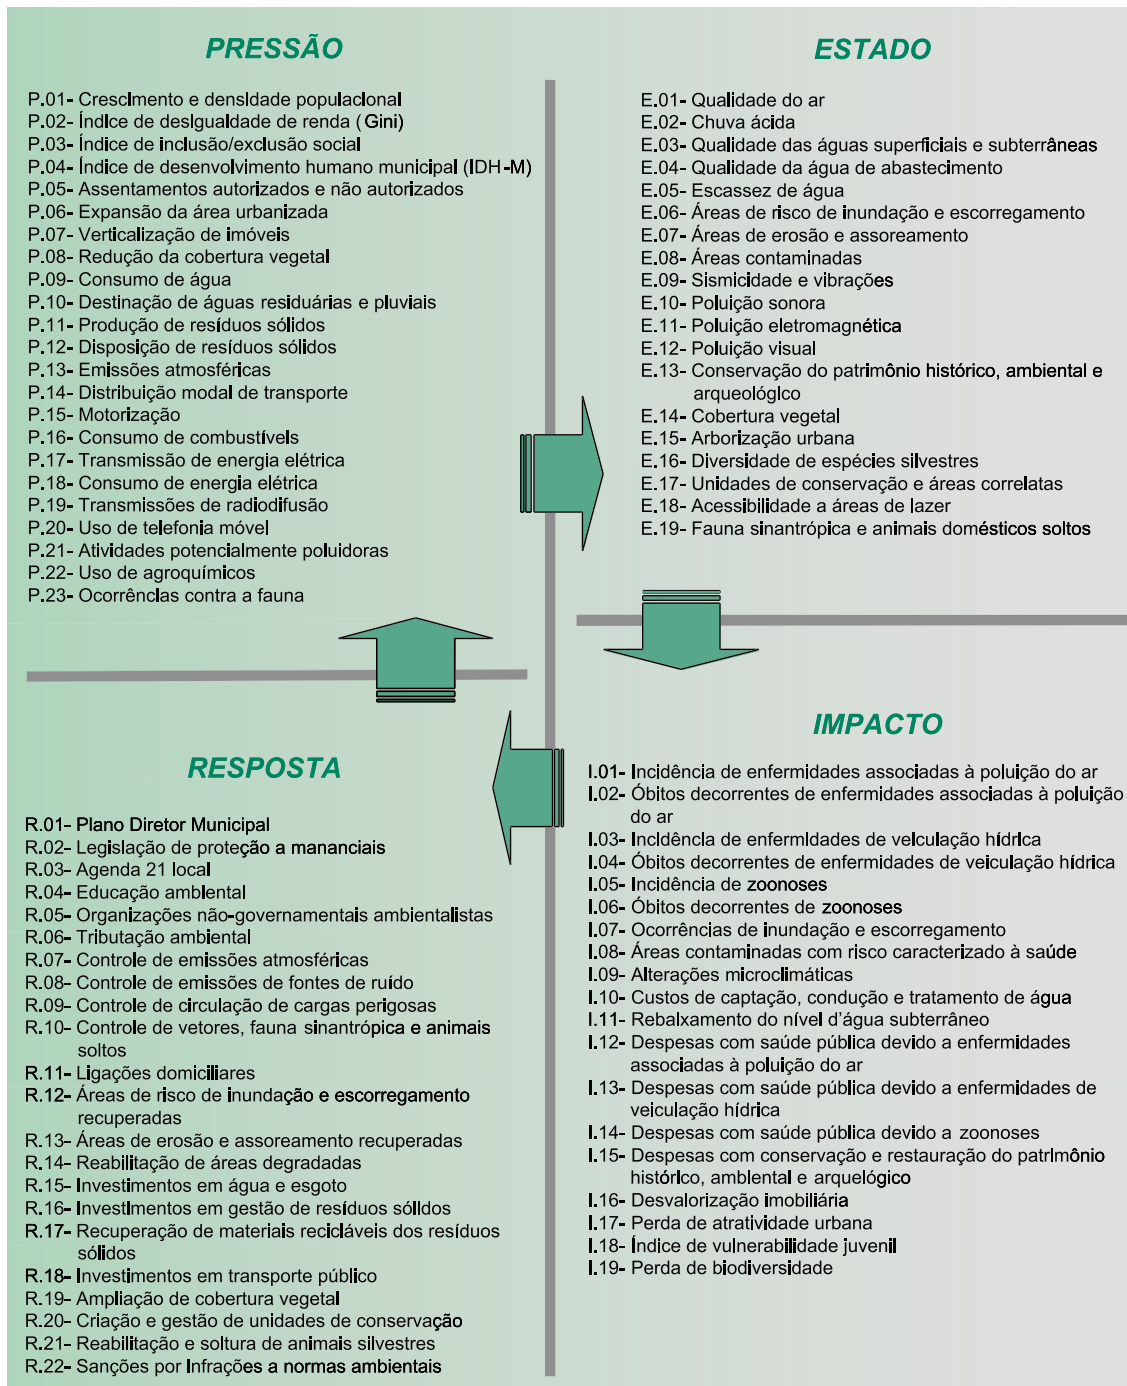 PRESSÃO
P.01- Crescimento e densidade populacional
P.02- Índice de desigualdade de renda (Gini)
P.03- Índice de inclusão/exclusão social
P.04- Índice de desenvolvimento humano municipal (IDH-M)
P.05- Assentamentos autorizados e não autorizados
P.06- Expansão da área urbanizada
P.07- Verticalização de imóveis
P.08- Redução da cobertura vegetal
P.09- Consumo de água
P.10- Destinação de águas residuárias e pluviais
P.11- Produção de resíduos sólidos
P.12- Disposição de resíduos sólidos
P.13- Emissões atmosféricas
P.14- Distribuição modal de transporte
P.15- Motorização
P.16- Consumo de combustíveis
P.17- Transmissão de energia elétrica
P.18- Consumo de energia elétrica
P.19- Transmissões de radiodifusão
P.20- Uso de telefonia móvel
P.21- Atividades potencialmente poluidoras
P.22- Uso de agroquímicos
P.23- Ocorrências contra a fauna
ESTADO
E.01- Qualidade do ar
E.02- Chuva ácida
E.03- Qualidade das águas superficiais e subterrâneas
E.04- Qualidade da água de abastecimento
E.05- Escassez de água
E.06- Áreas de risco de inundação e escorregamento
E.07- Áreas de erosão e assoreamento
E.08- Áreas contaminadas
E.09- Sismicidade e vibrações
E.10- Poluição sonora
E.11- Poluição eletromagnética
E.12- Poluição visual
E.13- Conservação do patrimônio histórico, ambiental e
arqueológico
E.14- Cobertura vegetal
E.15- Arborização urbana
E.16- Diversidade de espécies silvestres
E.17- Unidades de conservação e áreas correlatas
E.18- Acessibilidade a áreas de lazer
E.19- Fauna sinantrópica e animais domésticos soltos
RESPOSTA
R.01- Plano Diretor Municipal
R.02- Legislação de proteção a mananciais
R.03- Agenda 21 local
R.04- Educação ambiental
R.05- Organizações não-governamentais ambientalistas
R.06- Tributação ambiental
R.07- Controle de emissões atmosféricas
R.08- Controle de emissões de fontes de ruído
R.09- Controle de circulação de cargas perigosas
R.10- Controle de vetores, fauna sinantrópica e animais
soltos
R.11- Ligações domiciliares
R.12- Áreas de risco de inundação e escorregamento
recuperadas
R.13- Áreas de erosão e assoreamento recuperadas
R.14- Reabilitação de áreas degradadas
R.15- Investimentos em água e esgoto
R.16- Investimentos em gestão de resíduos sólidos
R.17- Recuperação de materiais recicláveis dos resíduos
sólidos
R.18- Investimentos em transporte público
R.19- Ampliação de cobertura vegetal
R.20- Criação e gestão de unidades de conservação
R.21- Reabilitação e soltura de animais silvestres
R.22- Sanções por Infrações a normas ambientais
IMPACTO
I.01- Incidência de enfermidades associadas à poluição do ar
I.02- Óbitos decorrentes de enfermidades associadas à poluição
do ar
I.03- Incidência de enfermidades de veiculação hídrica
I.04- Óbitos decorrentes de enfermidades de veiculação hídrica
I.05- Incidência de zoonoses
I.06- Óbitos decorrentes de zoonoses
I.07- Ocorrências de inundação e escorregamento
I.08- Áreas contaminadas com risco caracterizado à saúde
I.09- Alterações microclimáticas
I.10- Custos de captação, condução e tratamento de água
I.11- Rebaixamento do nível d'água subterrâneo
I.12- Despesas com saúde pública devido a enfermidades
associadas à poluição do ar
I.13- Despesas com saúde pública devido a enfermidades de
veiculação hídrica
I.14- Despesas com saúde pública devido a zoonoses
I.15- Despesas com conservação e restauração do patrimônio
histórico, ambiental e arquelógico
I.16- Desvalorização imobiliária
I.17- Perda de atratividade urbana
I.18- Índice de vulnerabilidade juvenil
I.19- Perda de biodiversidade